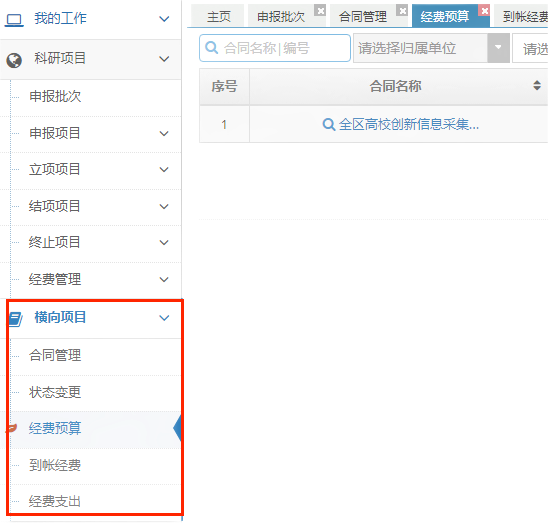 我的工作
科研项目
申报批次
申报项目
立项项目
结项项目
终止项目
经费管理
横向项目
合同管理
状态变更
经费预算
到帐经费
经费支出
主页 申报批次 合同管理 经费预算 到帐经费
合同名称|编号 请选择归属单位 请选
序号 合同名称
1 全区高校创新信息采集...